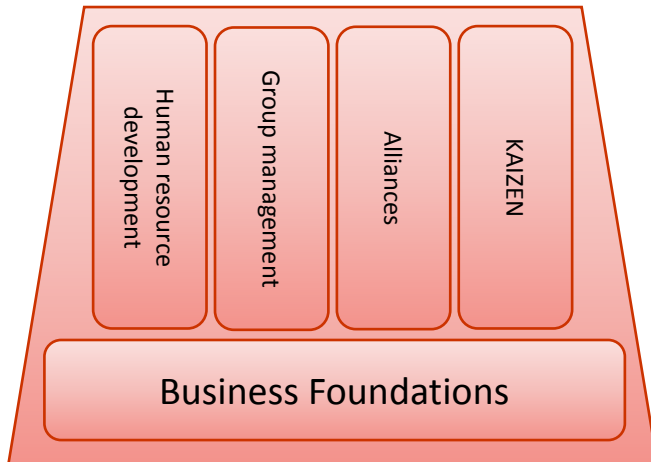 Human resource
development
Group management
Alliances
KAIZEN
Business Foundations